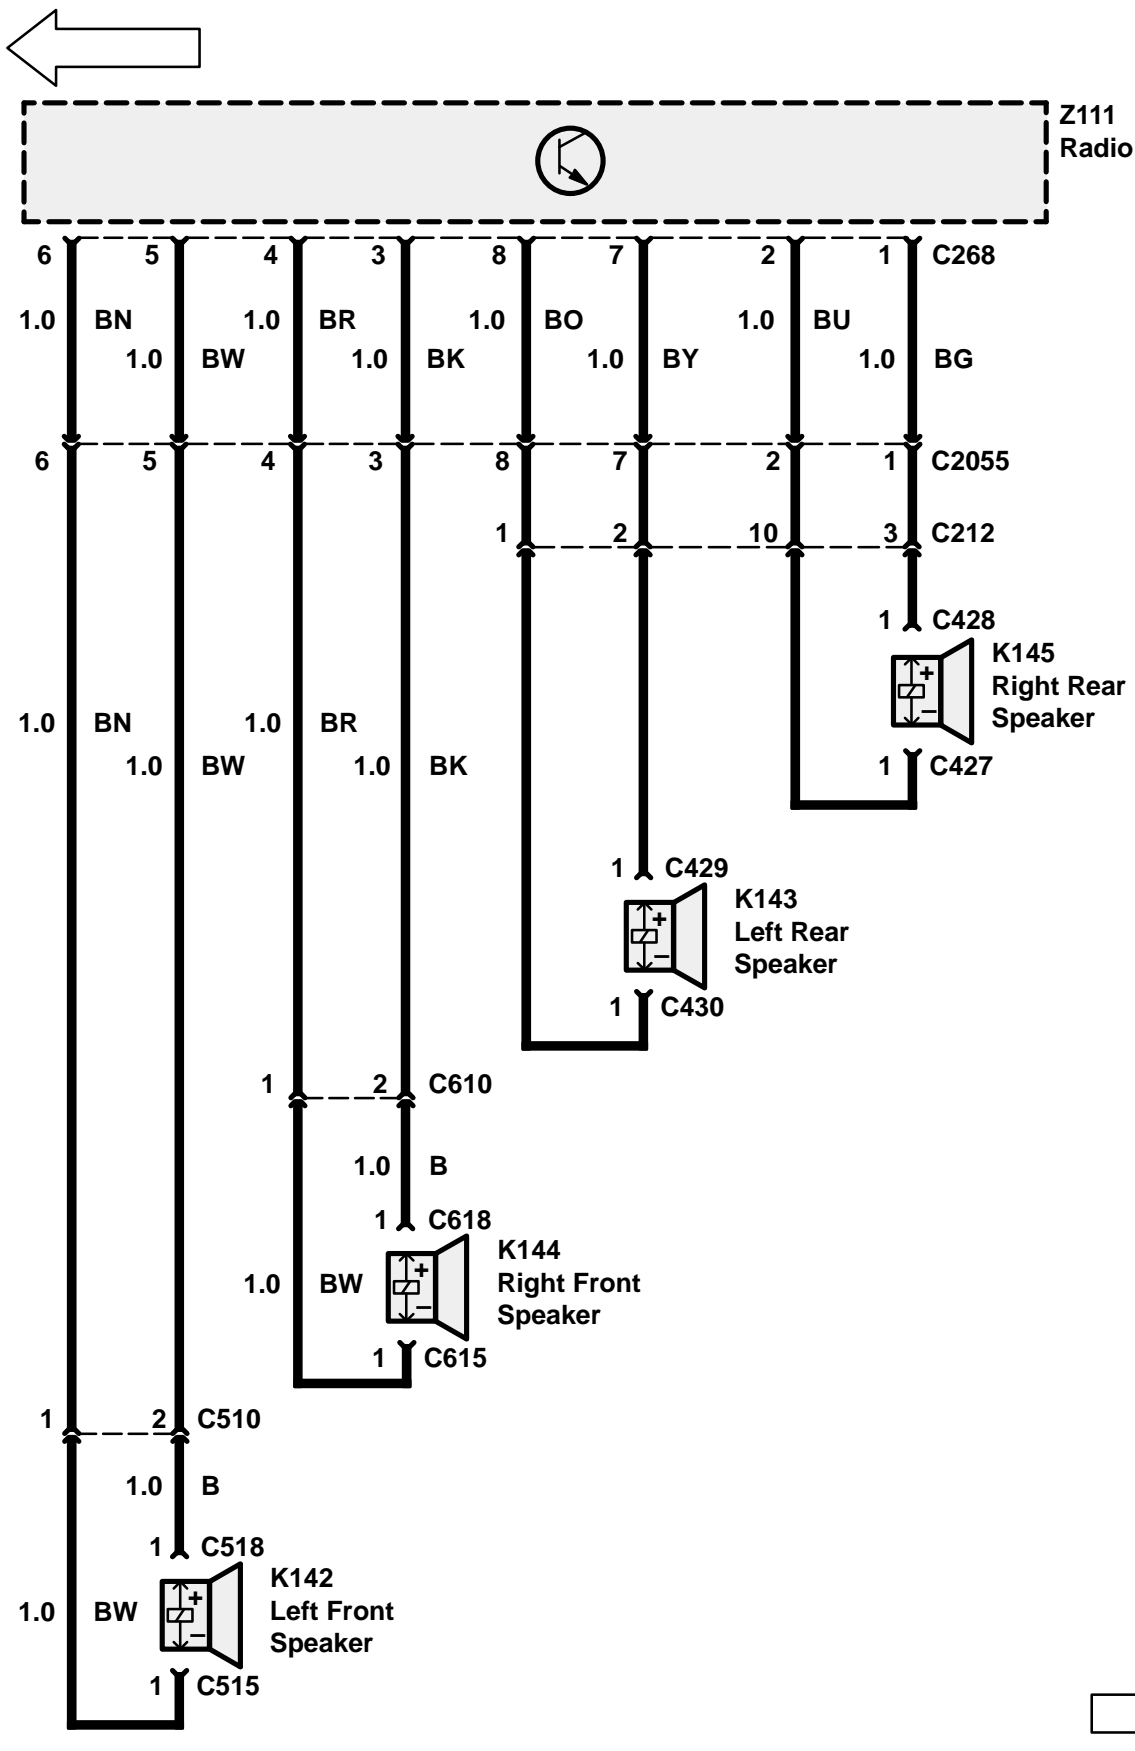 Z111
Radio
6 5 4 3 8 7 2 1 C268
1.0 BN 1.0 BR 1.0 BO 1.0 BU
1.0 BW 1.0 BK 1.0 BY 1.0 BG
6 5 4 3 8 7 2 1 C2055
1 2 10 3 C212
1 C428
K145
Right Rear
Speaker
+
−
1.0 BN 1.0 BR
1.0 BW 1.0 BK 1 C427
1 C429
K143
Left Rear
Speaker
+
−
1 C430
1 2 C610
1.0 B
1 C618
K144
Right Front
Speaker
+
−
1.0 BW
1 C615
1 2 C510
1.0 B
1 C518
K142
Left Front
Speaker
+
−
1.0 BW
1 C515